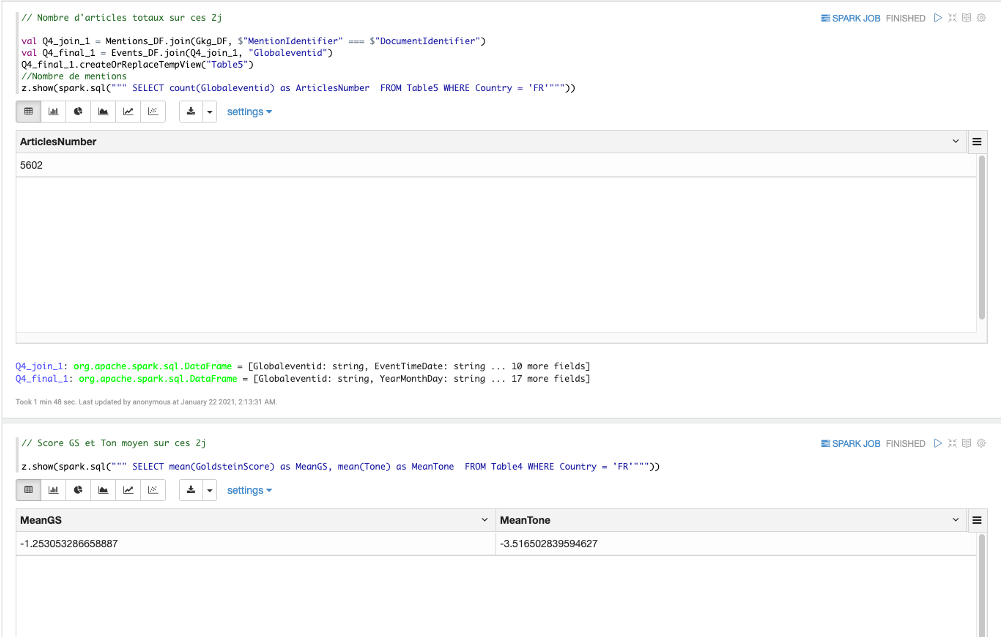 // Nombre d'articles totaux sur ces 2j
SPARK JOB FINISHED
val Q4_join_1 = Mentions_DF.join(Gkg_DF, $"MentionIdentifier" === $"DocumentIdentifier")
val Q4_final_1 = Events_DF.join(Q4_join_1, "Globaleventid")
Q4_final_1.createOrReplaceTempView("Table5")
//Nombre de mentions
z.show(spark.sql(""" SELECT count(Globaleventid) as ArticlesNumber  FROM Table5 WHERE Country = 'FR'"""))
settings
ArticlesNumber
5602
Q4_join_1: org.apache.spark.sql.DataFrame = [Globaleventid: string, EventTimeDate: string ... 10 more fields]
Q4_final_1: org.apache.spark.sql.DataFrame = [Globaleventid: string, YearMonthDay: string ... 17 more fields]
Took 1 min 48 sec. Last updated by anonymous at January 22 2021, 2:13:31 AM.
// Score GS et Ton moyen sur ces 2j
SPARK JOB FINISHED
z.show(spark.sql(""" SELECT mean(GoldsteinScore) as MeanGS, mean(Tone) as MeanTone  FROM Table4 WHERE Country = 'FR'"""))
settings
MeanGS MeanTone
-1.253053286658887 -3.516502839594627